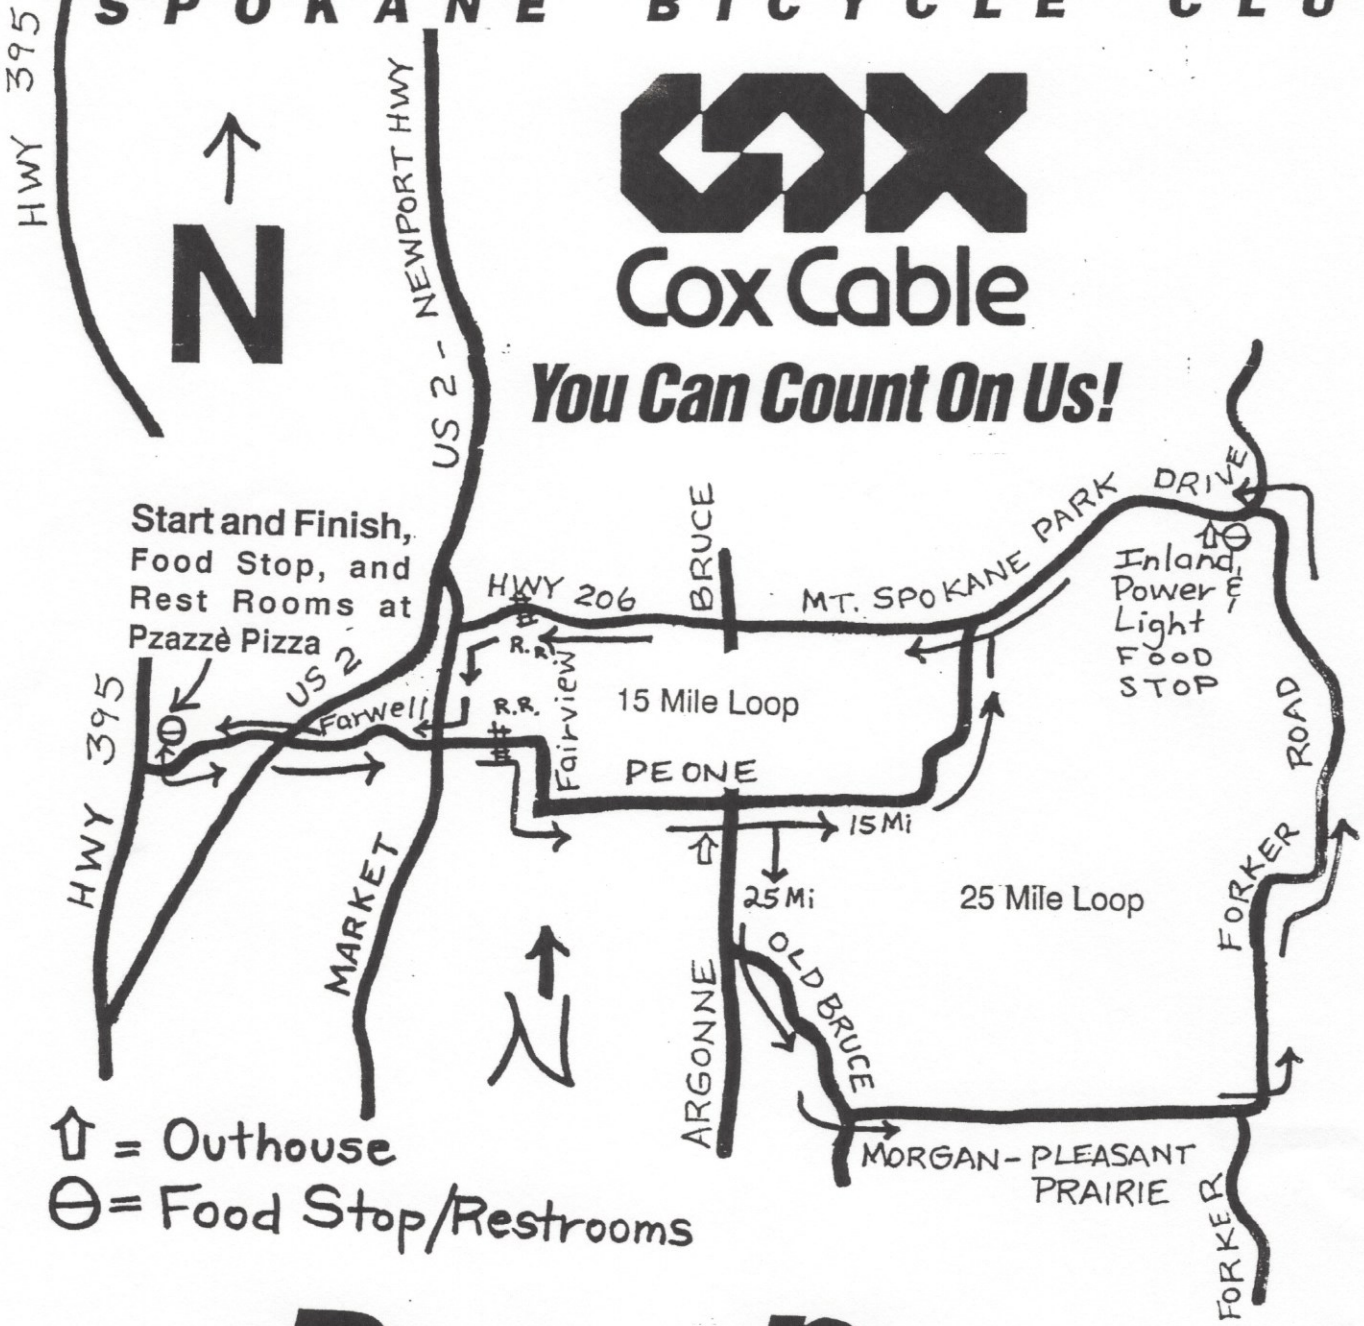 SPOKANE BICYCLE CLU
HWY 395
N
US 2 - NEWPORT HWY
COX
Cox Cable
You Can Count On Us!
Start and Finish,
Food Stop, and
Rest Rooms at
Pzazzè Pizza
US 2
HWY 206
R.R.
BRUCE
MT. SPOKANE PARK DRIVE
Inland
Power &
Light
FOOD
STOP
HWY 395
Farwell
R.R.
Fairview
15 Mile Loop
PEONE
15 Mi
25 Mi
25 Mile Loop
FORKER ROAD
MARKET
N
ARGONNE
OLD BRUCE
MORGAN - PLEASANT
PRAIRIE
FORKER
= Outhouse
= Food Stop/Restrooms